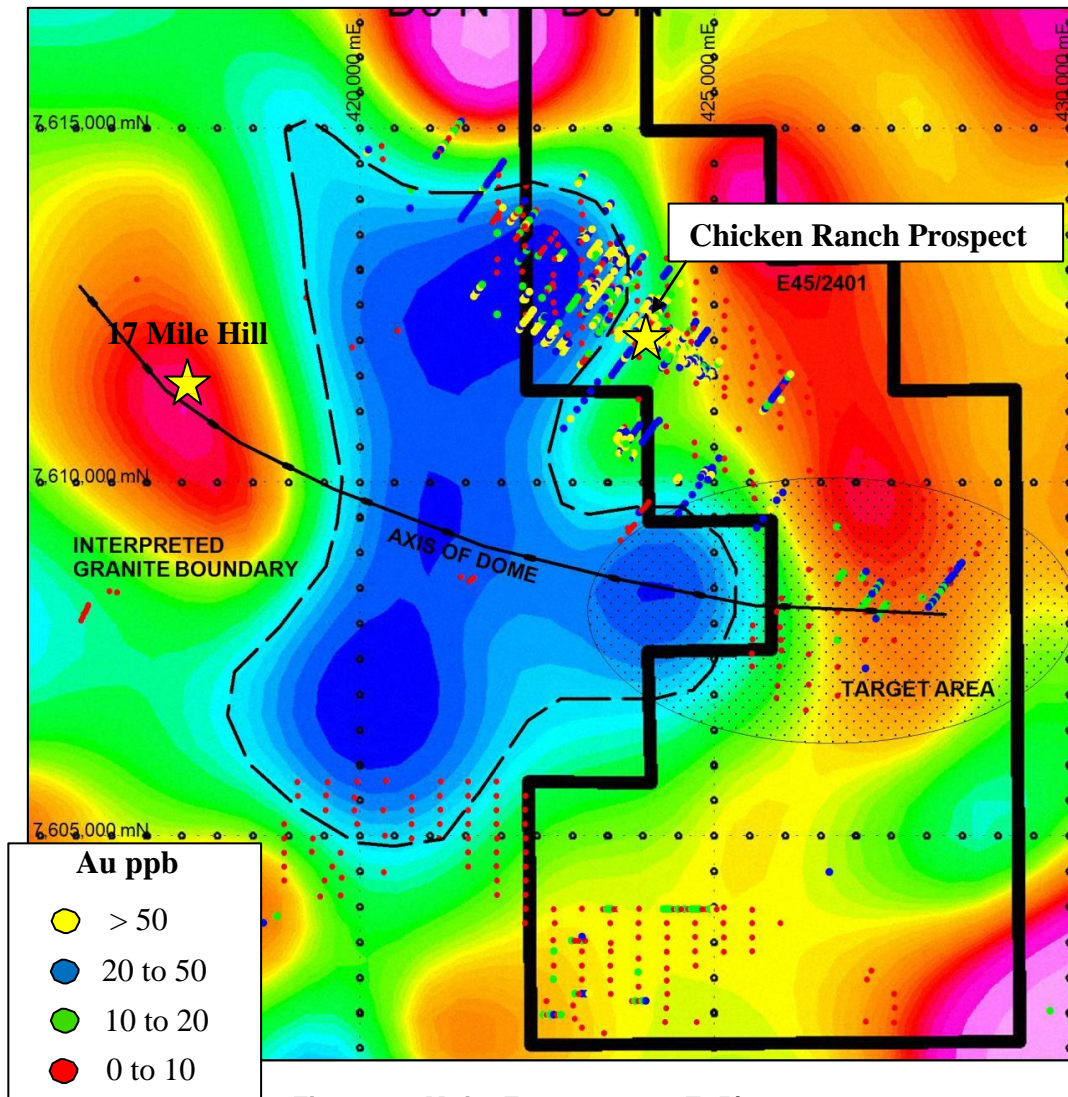 420,000 mE
425,000 mE
430,000 mE
7,615,000 mN
Chicken Ranch Prospect
E45/2401
17 Mile Hill
7,610,000 mN
INTERPRETED
GRANITE BOUNDARY
AXIS OF DOME
TARGET AREA
7,605,000 mN
Au ppb
> 50
20 to 50
10 to 20
0 to 10